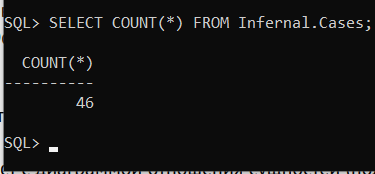 SQL> SELECT COUNT(*) FROM Infernal.Cases;
  COUNT(*)
----------
        46
SQL>